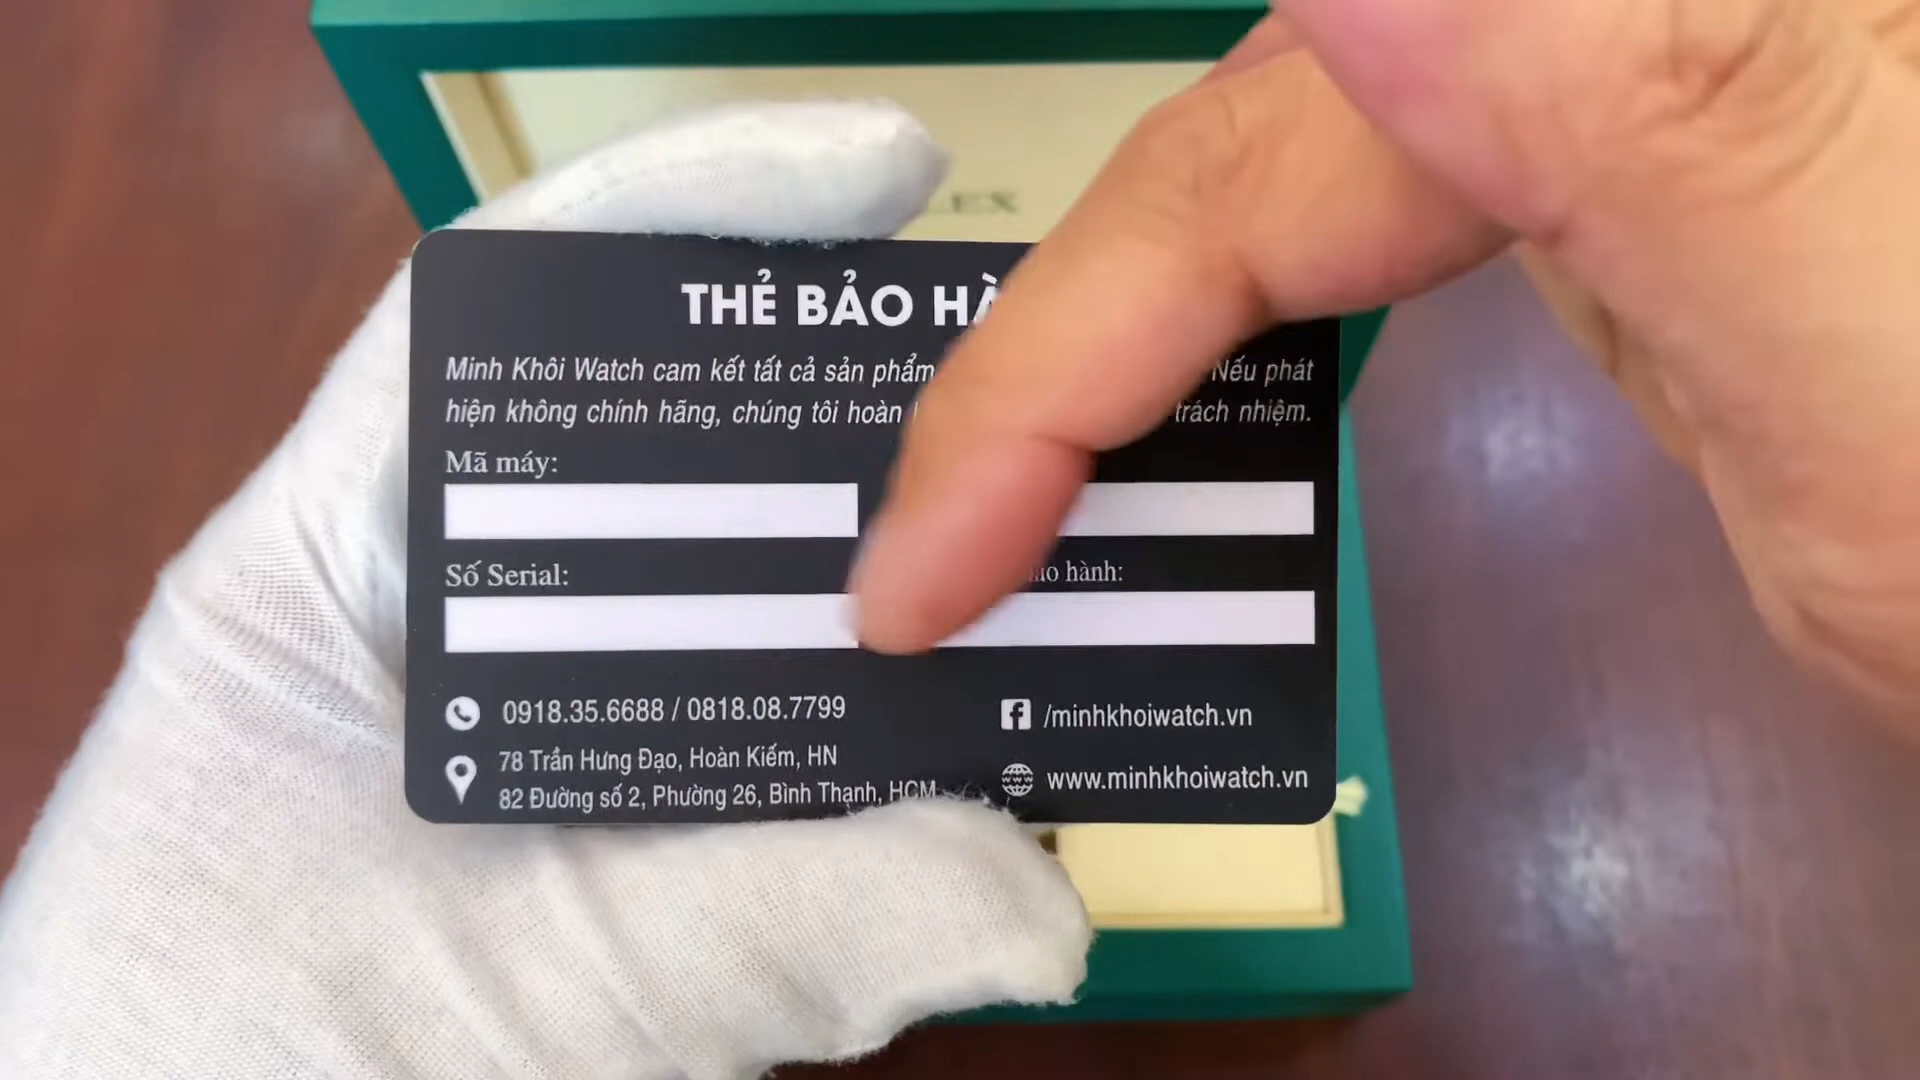 LEX
THẺ BẢO
Minh Khôi Watch cam kết tất cả sản phẩm Nếu phát
hiện không chính hãng, chúng tôi hoàn trách nhiệm.
Mã máy:
Số Serial: hành:
0918.35.6688 / 0818.08.7799
/minhkhoiwatch.vn
78 Trần Hưng Đạo, Hoàn Kiếm, HN
82 Đường số 2, Phường 26, Bình Thạnh, HCM
www.minhkhoiwatch.vn